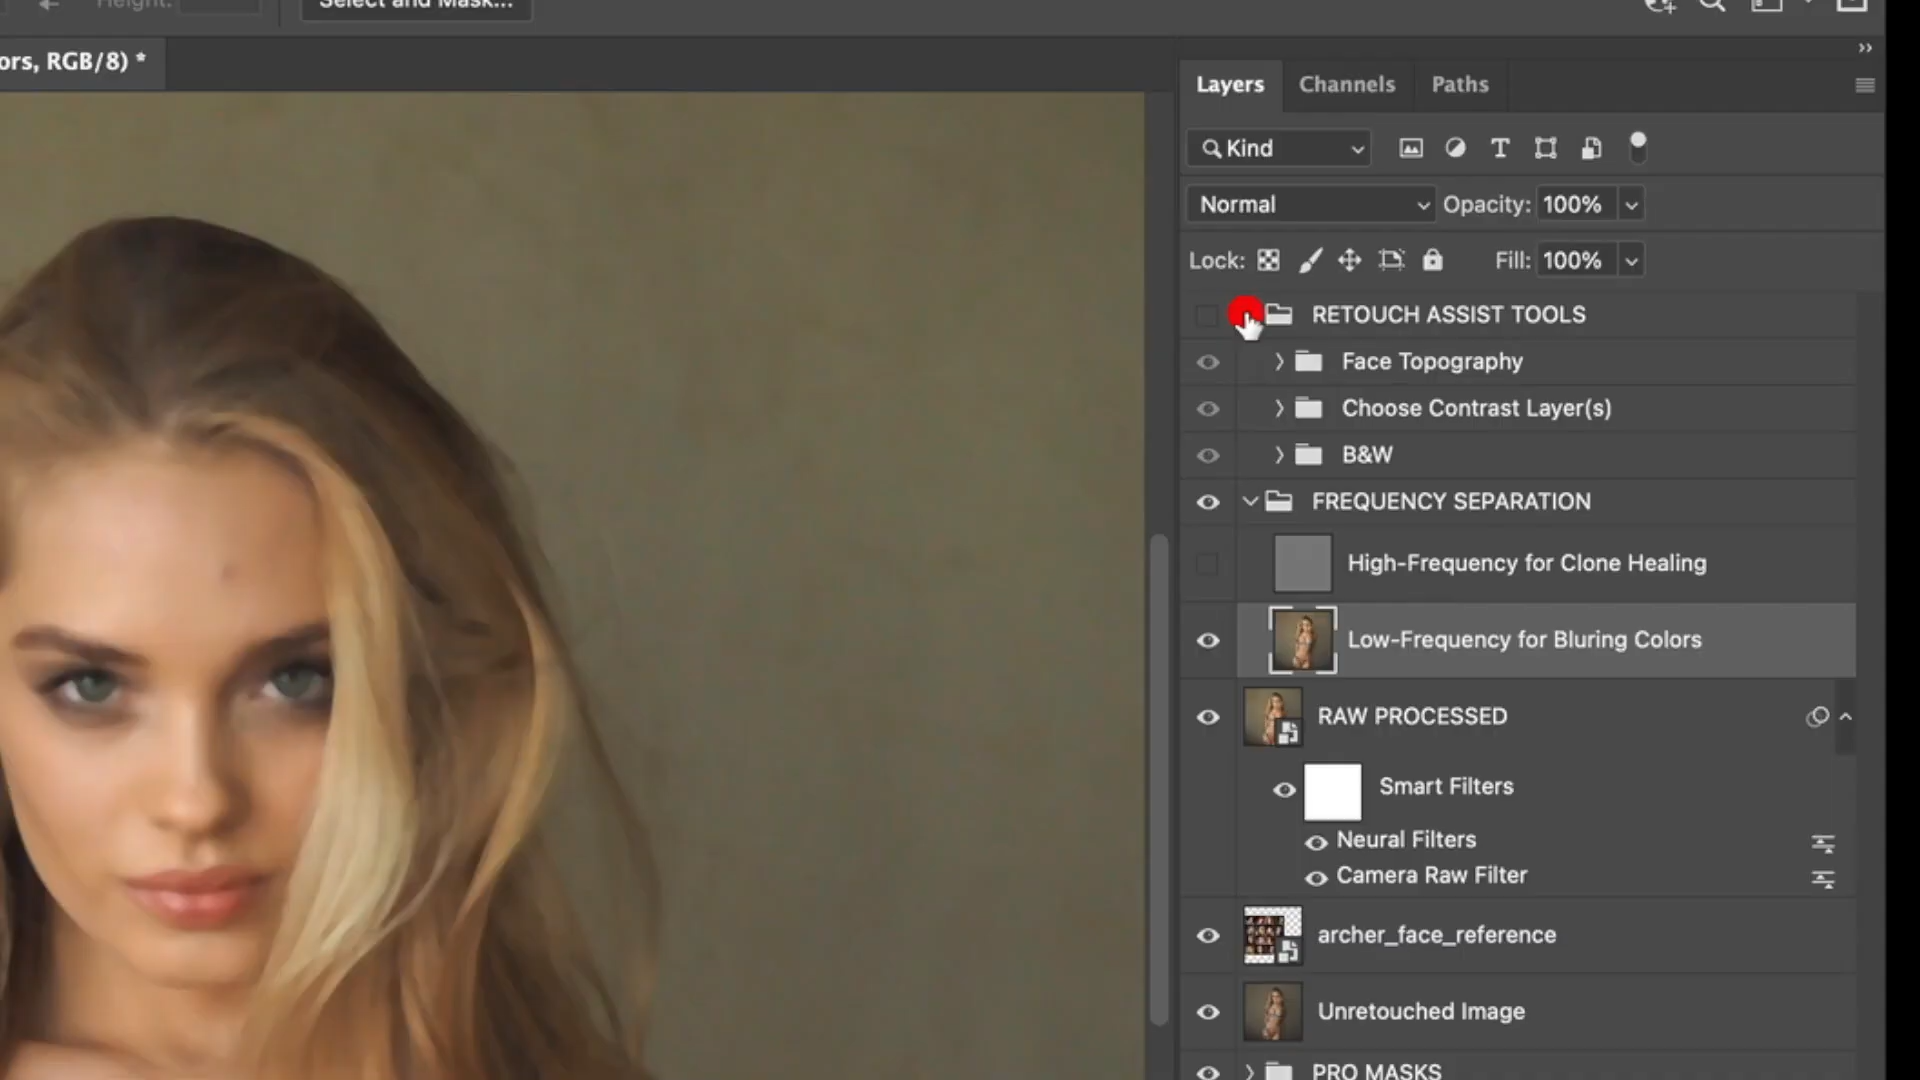 Height:
Select and Mask...
ors, RGB/8) *
Layers
Channels
Paths
Kind
Normal
Opacity: 100%
Lock:
Fill: 100%
RETOUCH ASSIST TOOLS
Face Topography
Choose Contrast Layer(s)
B&W
FREQUENCY SEPARATION
High-Frequency for Clone Healing
Low-Frequency for Bluring Colors
RAW PROCESSED
Smart Filters
Neural Filters
Camera Raw Filter
archer_face_reference
Unretouched Image
PRO MASKS